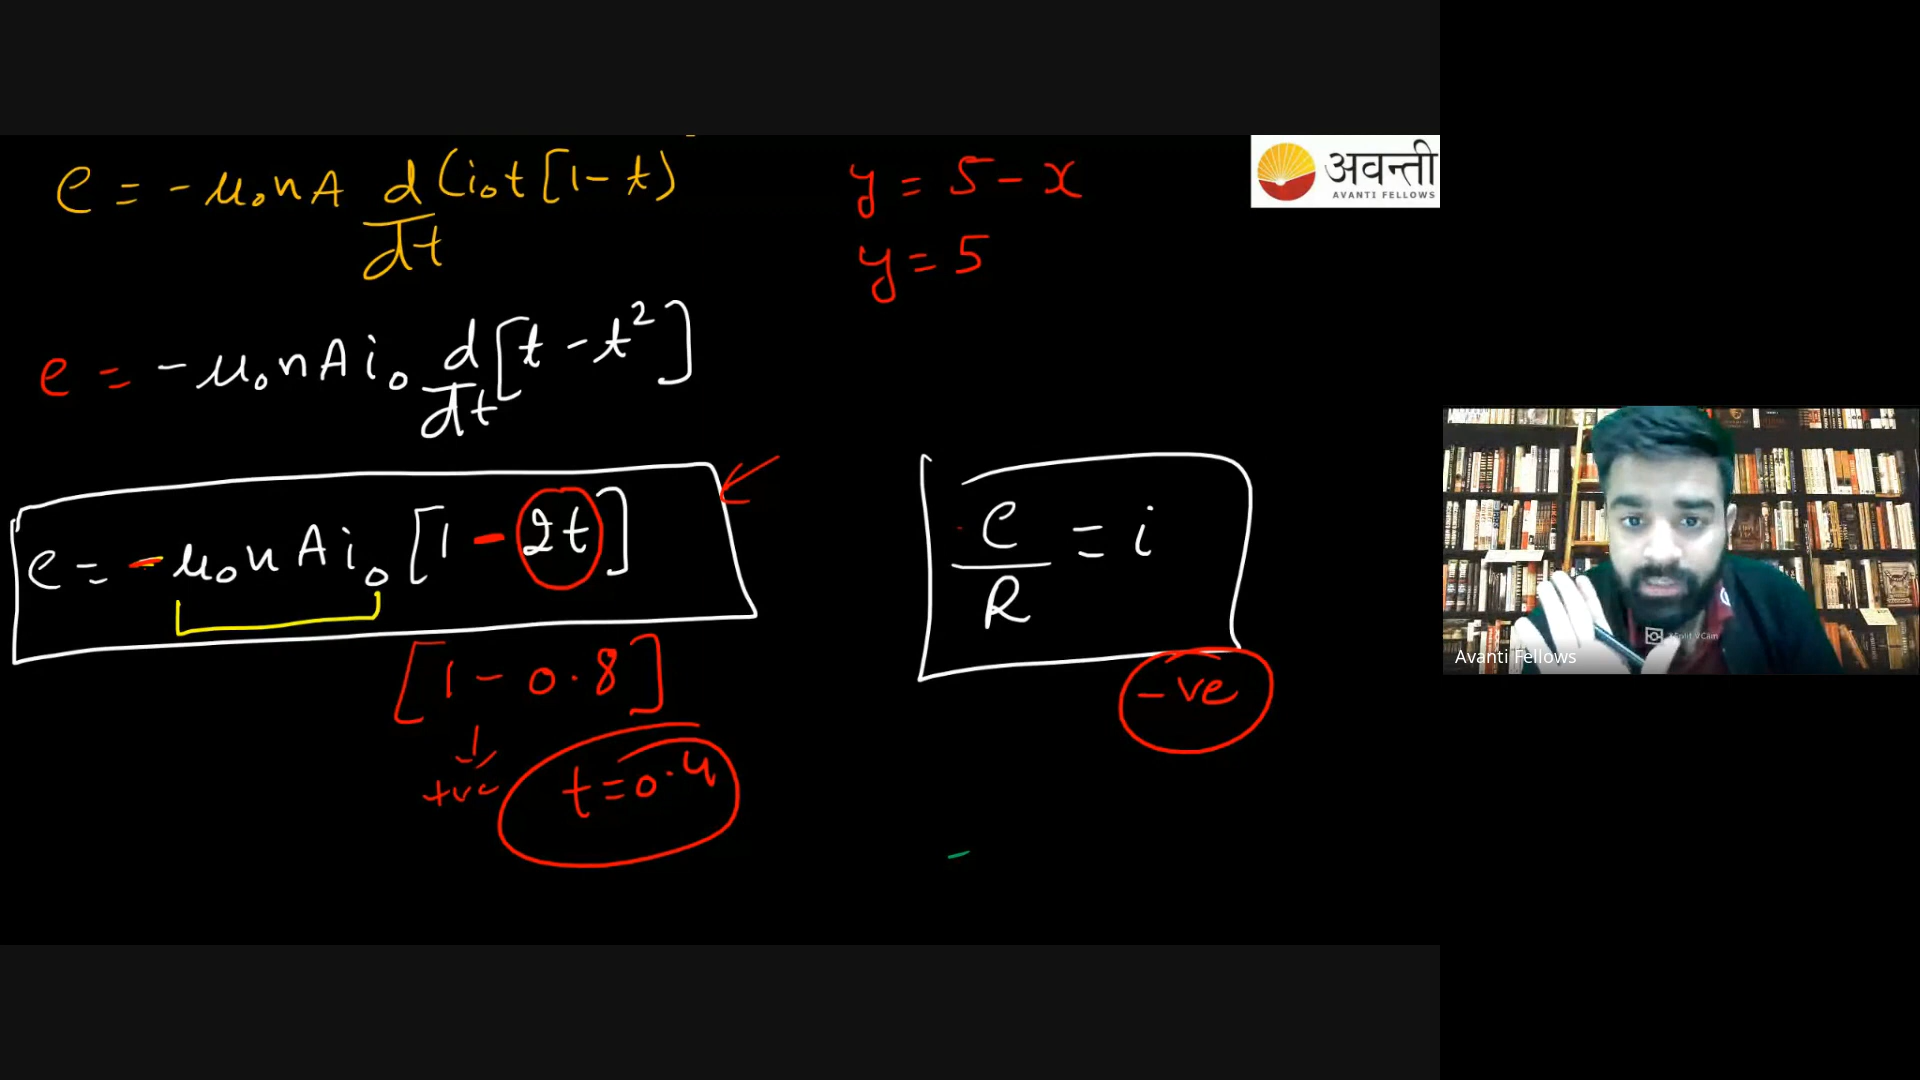 e = -μ₀nA d/dt (i₀t[1-t)
y = 5 - x
y = 5
अवन्ती
AVANTI FELLOWS
e = -μ₀nAi₀ d/dt [t - t²]
e = -μ₀nAi₀ [1 - 2t]
e/R = i
-ve
[1 - 0.8]
+ve
t = 0.4
Avanti Fellows